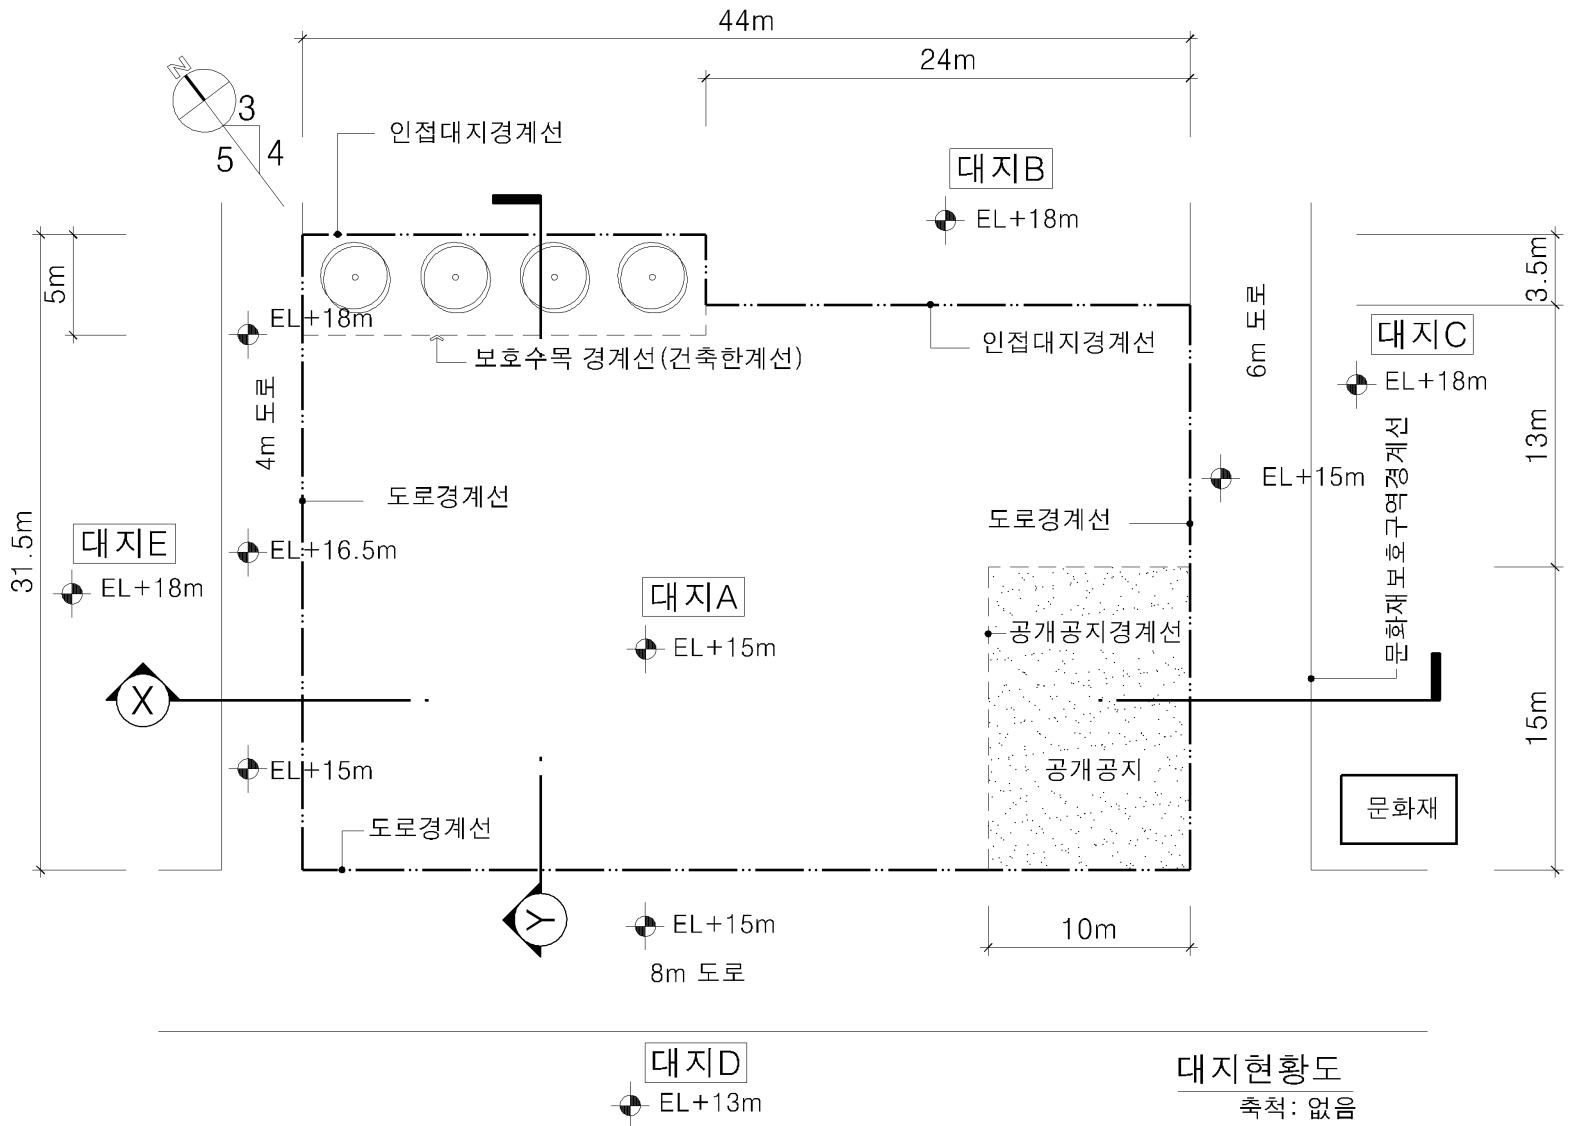 44m
24m
N
3
4
5
인접대지경계선
대지B
EL+18m
5m
3.5m
EL+18m
보호수목 경계선(건축한계선)
인접대지경계선
6m 도로
대지C
EL+18m
4m 도로
도로경계선
EL+15m
13m
문화재보호구역경계선
도로경계선
31.5m
대지E
EL+18m
EL+16.5m
대지A
EL+15m
공개공지경계선
X
15m
EL+15m
공개공지
문화재
도로경계선
Y
EL+15m
10m
8m 도로
대지D
EL+13m
대지현황도
축척: 없음